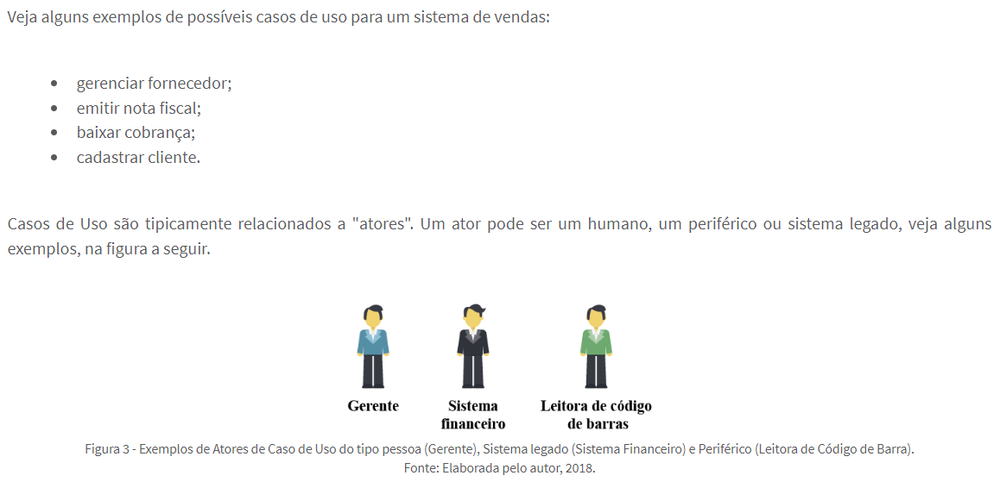 Veja alguns exemplos de possíveis casos de uso para um sistema de vendas:
• gerenciar fornecedor;
• emitir nota fiscal;
• baixar cobrança;
• cadastrar cliente.
Casos de Uso são tipicamente relacionados a "atores". Um ator pode ser um humano, um periférico ou sistema legado, veja alguns
exemplos, na figura a seguir.
Gerente
Sistema
financeiro
Leitora de código
de barras
Figura 3 - Exemplos de Atores de Caso de Uso do tipo pessoa (Gerente), Sistema legado (Sistema Financeiro) e Periférico (Leitora de Código de Barra).
Fonte: Elaborada pelo autor, 2018.